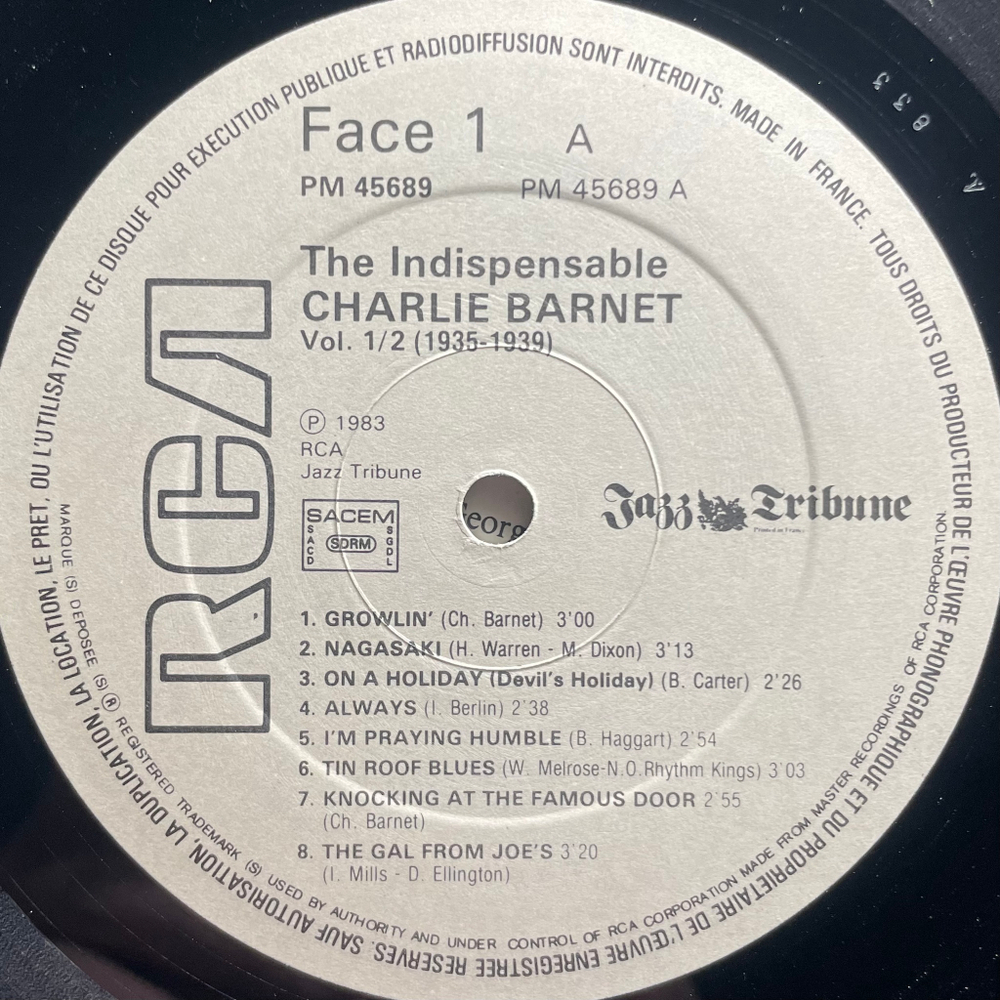 TOUS DROITS DU PRODUCTEUR DE L'ŒUVRE PHONOGRAPHIQUE ET DU PROPRIETAIRE DE L'ŒUVRE ENREGISTREE RESERVES. SAUF AUTORISATION, LA DUPLICATION, LA LOCATION, LE PRET, OU L'UTILISATION DE CE DISQUE POUR EXECUTION PUBLIQUE ET RADIODIFFUSION SONT INTERDITS. MADE IN FRANCE.
Face 1 A
PM 45689 PM 45689 A
The Indispensable
CHARLIE BARNET
Vol. 1/2 (1935-1939)
RCA
Ⓟ 1983
RCA
Jazz Tribune
SACEM
SACD SDRM SGDL
eorg
Jazz Tribune
Printed in France
1. GROWLIN' (Ch. Barnet) 3'00
2. NAGASAKI (H. Warren - M. Dixon) 3'13
3. ON A HOLIDAY (Devil's Holiday) (B. Carter) 2'26
4. ALWAYS (I. Berlin) 2'38
5. I'M PRAYING HUMBLE (B. Haggart) 2'54
6. TIN ROOF BLUES (W. Melrose-N.O.Rhythm Kings) 3'03
7. KNOCKING AT THE FAMOUS DOOR 2'55
(Ch. Barnet)
8. THE GAL FROM JOE'S 3'20
(I. Mills - D. Ellington)
MARQUE (S) DEPOSEE (S) ® REGISTERED TRADEMARK (S) USED BY AUTHORITY AND UNDER CONTROL OF RCA CORPORATION MADE FROM MASTER RECORDINGS OF RCA CORPORATION.
833
A